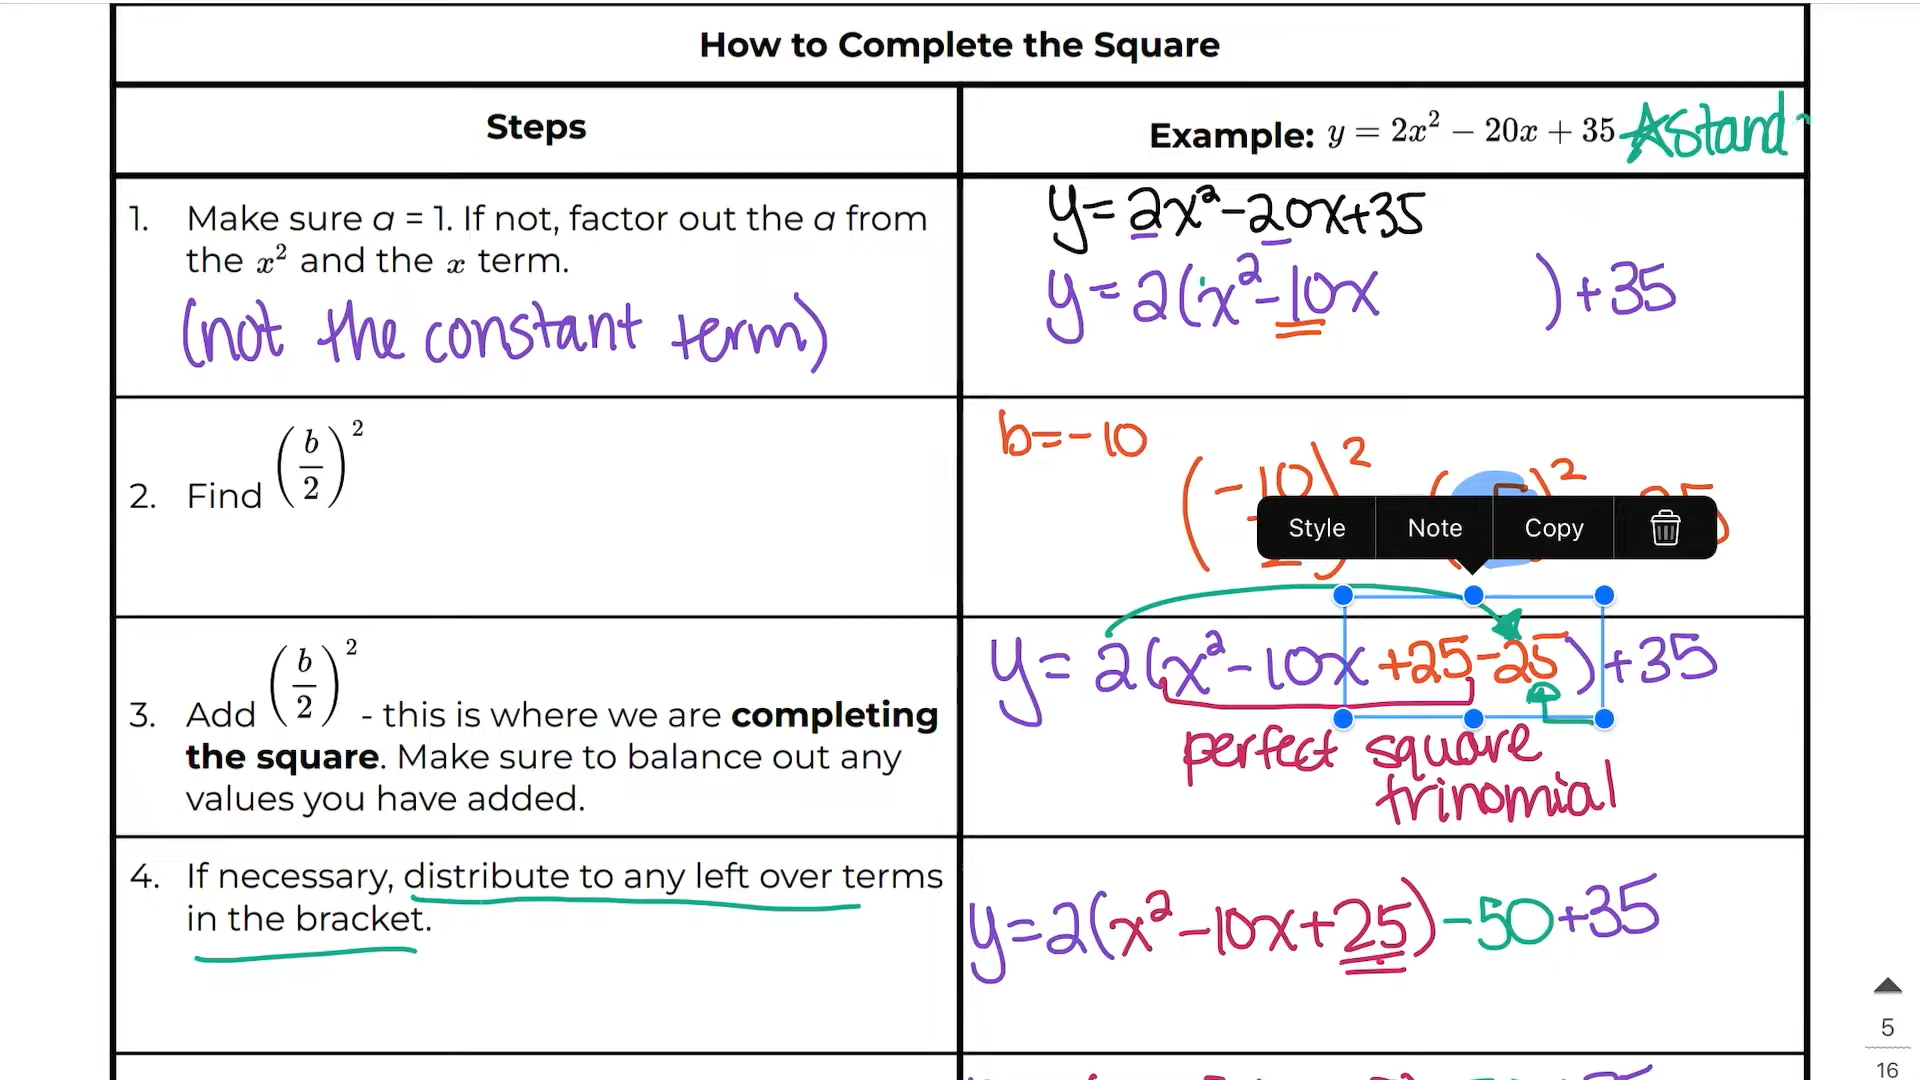 How to Complete the Square
Steps
Example: y = 2x² − 20x + 35 Stand
1. Make sure a = 1. If not, factor out the a from
the x² and the x term.
(not the constant term)
y=2x²-20x+35
y=2(x²-10x )+35
2. Find (b/2)²
b=-10
(-10 )² ( 5 )²
Style Note Copy
3. Add (b/2)² - this is where we are completing
the square. Make sure to balance out any
values you have added.
y=2(x²-10x+25-25)+35
perfect square
trinomial
4. If necessary, distribute to any left over terms
in the bracket.
y=2(x²-10x+25)-50+35
5
16